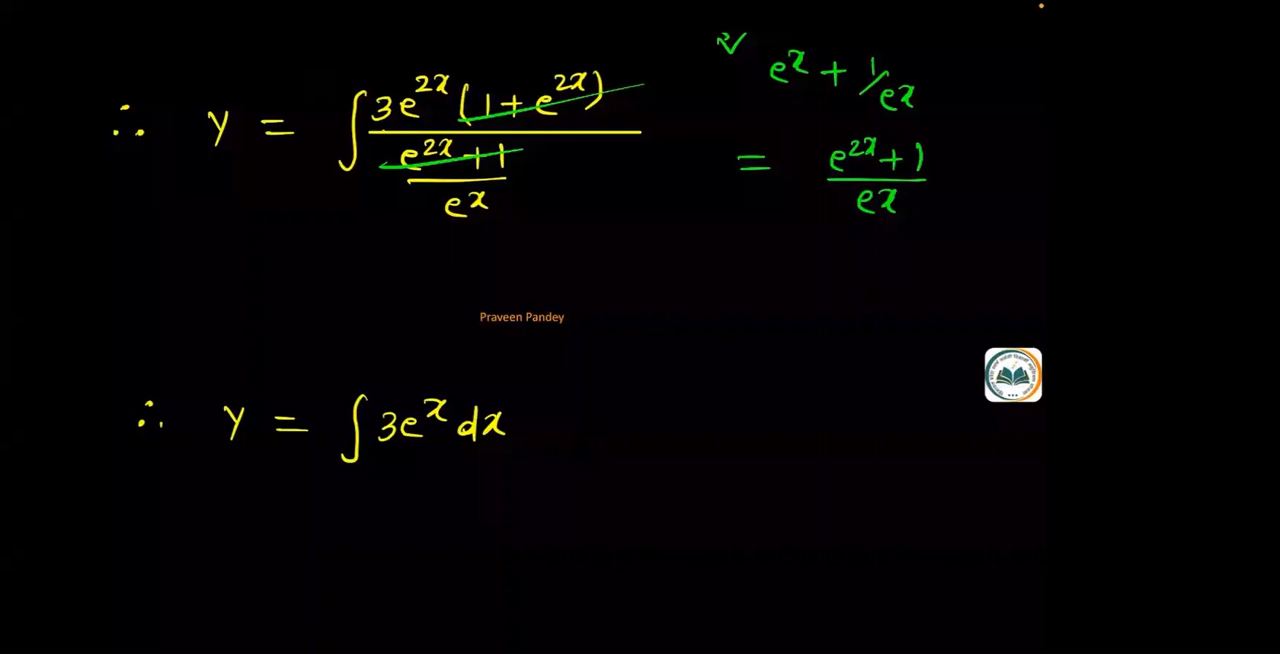 ∴ y = ∫ 3e^{2x} (1 + e^{2x}) / ((e^{2x} + 1) / e^x)
e^x + 1/e^x
= (e^{2x} + 1) / e^x
Praveen Pandey
∴ y = ∫ 3e^x dx